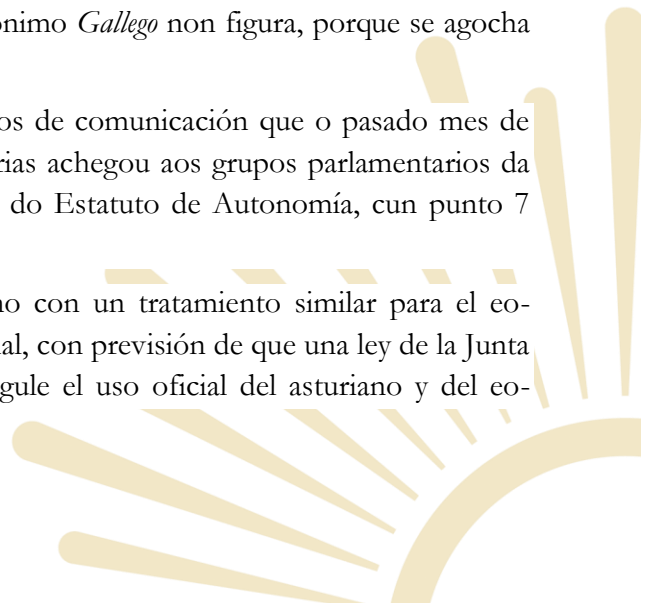 ónimo Gallego non figura, porque se agocha
os de comunicación que o pasado mes de
rias achegou aos grupos parlamentarios da
do Estatuto de Autonomía, cun punto 7
no con un tratamiento similar para el eo-
al, con previsión de que una ley de la Junta
gule el uso oficial del asturiano y del eo-